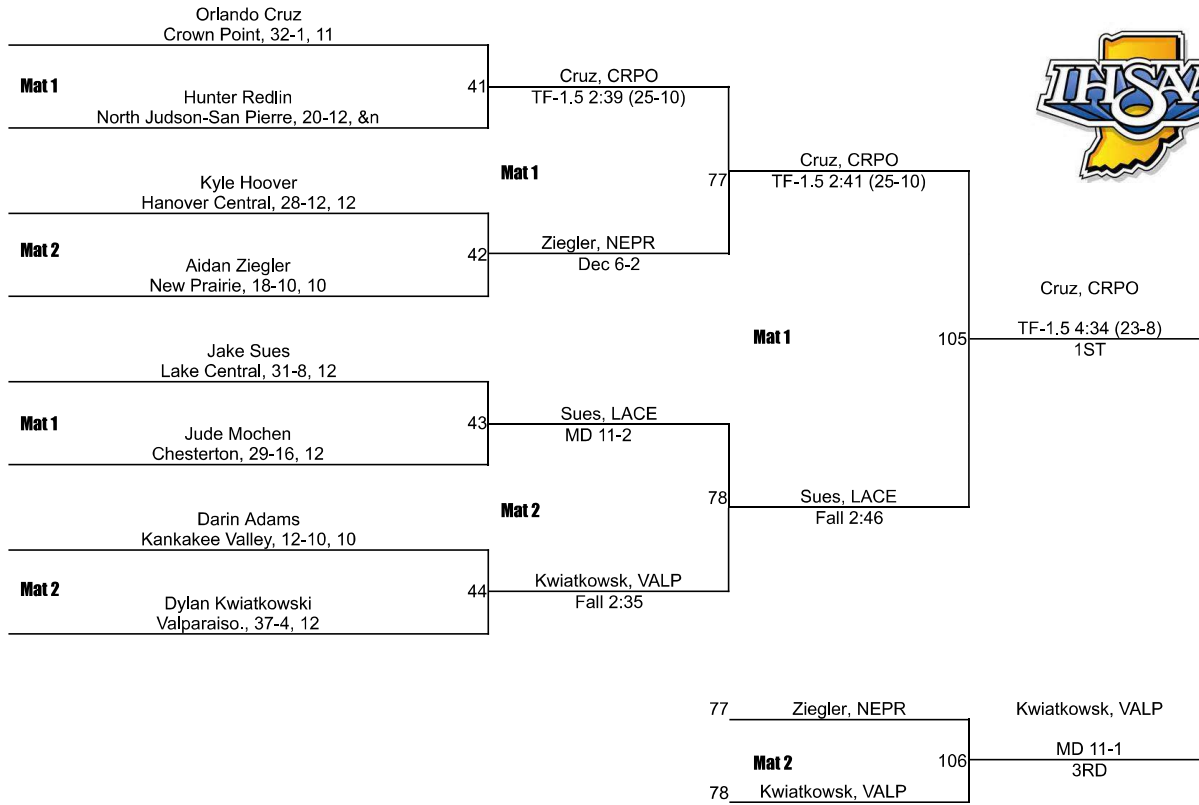 Orlando Cruz
Crown Point, 32-1, 11
Mat 1
Hunter Redlin
North Judson-San Pierre, 20-12, &n
41
Cruz, CRPO
TF-1.5 2:39 (25-10)
Kyle Hoover
Hanover Central, 28-12, 12
Mat 2
Aidan Ziegler
New Prairie, 18-10, 10
42
Ziegler, NEPR
Dec 6-2
Mat 1
77
Cruz, CRPO
TF-1.5 2:41 (25-10)
Jake Sues
Lake Central, 31-8, 12
Mat 1
Jude Mochen
Chesterton, 29-16, 12
43
Sues, LACE
MD 11-2
Darin Adams
Kankakee Valley, 12-10, 10
Mat 2
Dylan Kwiatkowski
Valparaiso., 37-4, 12
44
Kwiatkowsk, VALP
Fall 2:35
Mat 2
78
Sues, LACE
Fall 2:46
Mat 1
105
Cruz, CRPO
TF-1.5 4:34 (23-8)
1ST
IHSAA
77
Ziegler, NEPR
Mat 2
78
Kwiatkowsk, VALP
106
Kwiatkowsk, VALP
MD 11-1
3RD